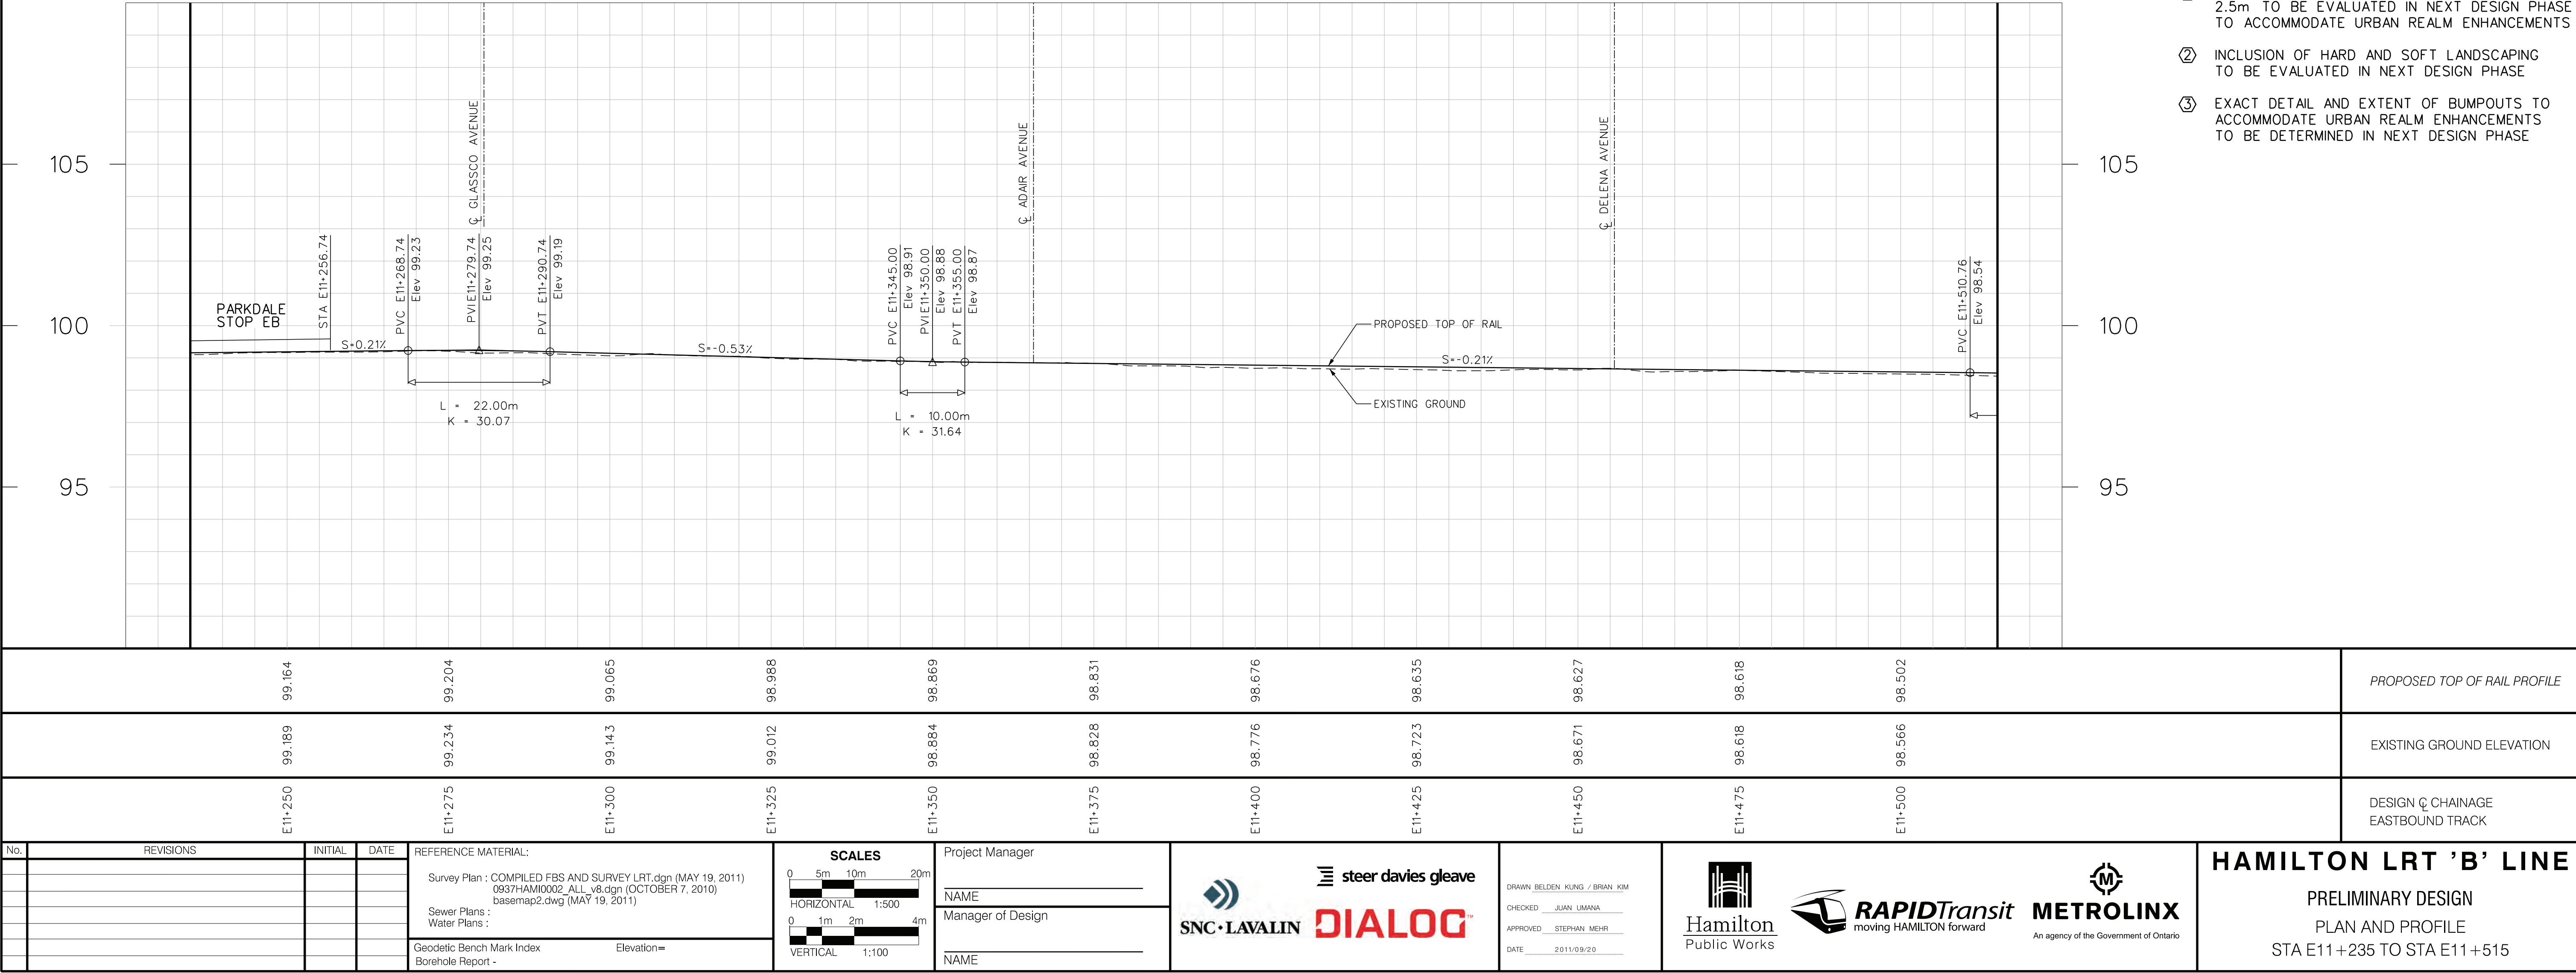 2.5m TO BE EVALUATED IN NEXT DESIGN PHASE
TO ACCOMMODATE URBAN REALM ENHANCEMENTS
2 INCLUSION OF HARD AND SOFT LANDSCAPING
TO BE EVALUATED IN NEXT DESIGN PHASE
3 EXACT DETAIL AND EXTENT OF BUMPOUTS TO
ACCOMMODATE URBAN REALM ENHANCEMENTS
TO BE DETERMINED IN NEXT DESIGN PHASE
105
100
95
105
100
95
PARKDALE
STOP EB
STA E11+256.74
S=0.21%
PVC E11+268.74
Elev 99.23
℄ GLASSCO AVENUE
PVI E11+279.74
Elev 99.25
PVT E11+290.74
Elev 99.19
L = 22.00m
K = 30.07
S=-0.53%
PVC E11+345.00
Elev 98.91
PVI E11+350.00
Elev 98.88
PVT E11+355.00
Elev 98.87
L = 10.00m
K = 31.64
℄ ADAIR AVENUE
PROPOSED TOP OF RAIL
EXISTING GROUND
S=-0.21%
℄ DELENA AVENUE
PVC E11+510.76
Elev 98.54
99.164 99.204 99.065 98.988 98.869 98.831 98.676 98.635 98.627 98.618 98.502 PROPOSED TOP OF RAIL PROFILE
99.189 99.234 99.143 99.012 98.884 98.828 98.776 98.723 98.671 98.618 98.566 EXISTING GROUND ELEVATION
E11+250 E11+275 E11+300 E11+325 E11+350 E11+375 E11+400 E11+425 E11+450 E11+475 E11+500 DESIGN ℄ CHAINAGE
EASTBOUND TRACK
No. REVISIONS INITIAL DATE
REFERENCE MATERIAL:
Survey Plan : COMPILED FBS AND SURVEY LRT.dgn (MAY 19, 2011)
0937HAMI0002_ALL_v8.dgn (OCTOBER 7, 2010)
basemap2.dwg (MAY 19, 2011)
Sewer Plans :
Water Plans :
Geodetic Bench Mark Index Elevation=
Borehole Report -
SCALES
0 5m 10m 20m
HORIZONTAL 1:500
0 1m 2m 4m
VERTICAL 1:100
Project Manager
NAME
Manager of Design
NAME
SNC•LAVALIN
steer davies gleave
DIALOG™
DRAWN BELDEN KUNG / BRIAN KIM
CHECKED JUAN UMANA
APPROVED STEPHAN MEHR
DATE 2011/09/20
Hamilton
Public Works
RAPIDTransit
moving HAMILTON forward
M
METROLINX
An agency of the Government of Ontario
HAMILTON LRT 'B' LINE
PRELIMINARY DESIGN
PLAN AND PROFILE
STA E11+235 TO STA E11+515